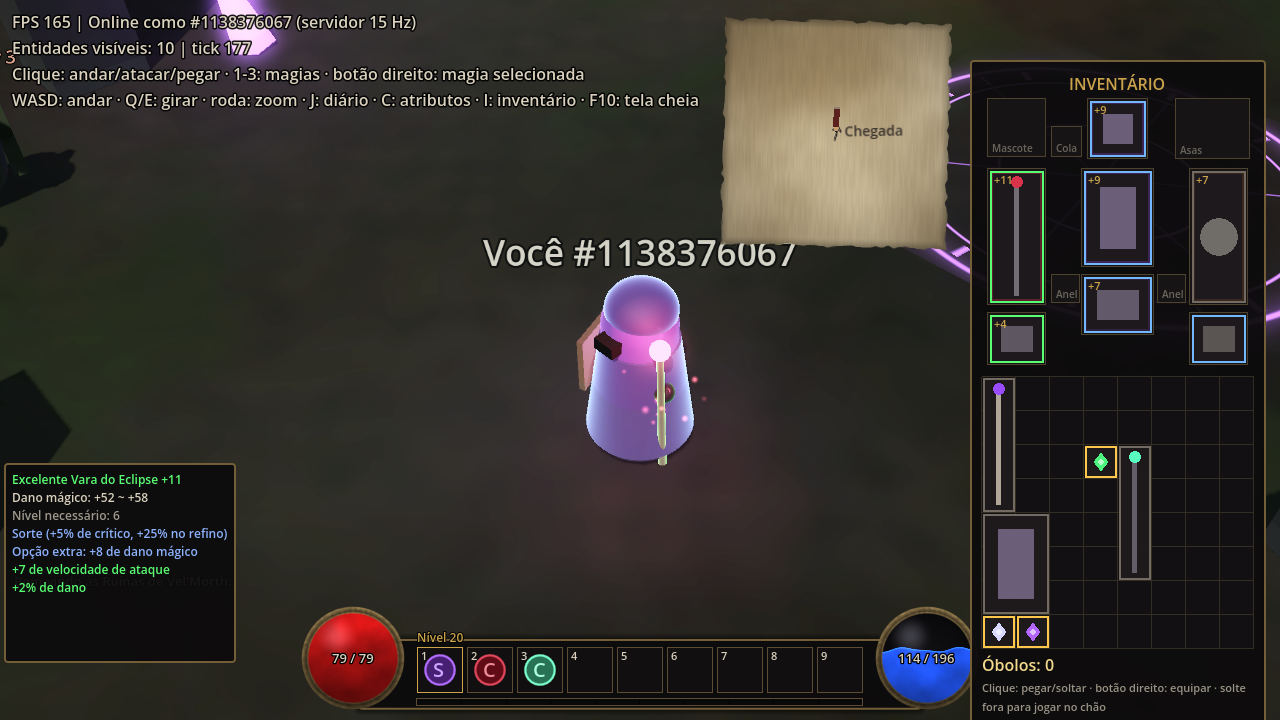 FPS 165 | Online como #1138376067 (servidor 15 Hz)
Entidades visíveis: 10 | tick 177
Clique: andar/atacar/pegar · 1-3: magias · botão direito: magia selecionada
WASD: andar · Q/E: girar · roda: zoom · J: diário · C: atributos · I: inventário · F10: tela cheia
3
Chegada
Você #1138376067
INVENTÁRIO
Mascote
Cola
+9
Asas
+11
+9
+7
Anel
+7
Anel
+4
Óbolos: 0
Clique: pegar/soltar · botão direito: equipar · solte
fora para jogar no chão
Excelente Vara do Eclipse +11
Dano mágico: +52 ~ +58
Nível necessário: 6
Sorte (+5% de crítico, +25% no refino)
Opção extra: +8 de dano mágico
+7 de velocidade de ataque
+2% de dano
Nível 20
79 / 79
1 2 3 4 5 6 7 8 9
S C C
114 / 196